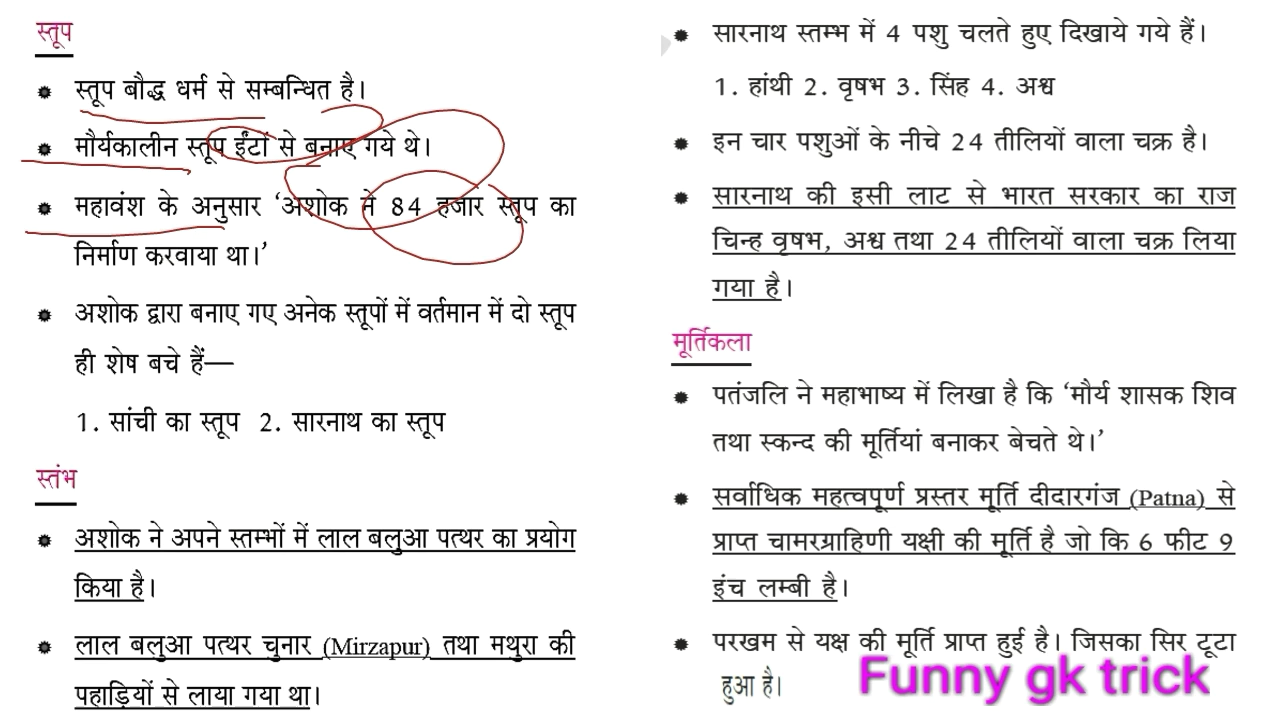 स्तूप
स्तूप बौद्ध धर्म से सम्बन्धित है।
मौर्यकालीन स्तूप ईंटों से बनाए गये थे।
महावंश के अनुसार ‘अशोक ने 84 हजार स्तूप का
निर्माण करवाया था।’
अशोक द्वारा बनाए गए अनेक स्तूपों में वर्तमान में दो स्तूप
ही शेष बचे हैं—
1. सांची का स्तूप 2. सारनाथ का स्तूप
स्तंभ
अशोक ने अपने स्तम्भों में लाल बलुआ पत्थर का प्रयोग
किया है।
लाल बलुआ पत्थर चुनार (Mirzapur) तथा मथुरा की
पहाड़ियों से लाया गया था।
सारनाथ स्तम्भ में 4 पशु चलते हुए दिखाये गये हैं।
1. हांथी 2. वृषभ 3. सिंह 4. अश्व
इन चार पशुओं के नीचे 24 तीलियों वाला चक्र है।
सारनाथ की इसी लाट से भारत सरकार का राज
चिन्ह वृषभ, अश्व तथा 24 तीलियों वाला चक्र लिया
गया है।
मूर्तिकला
पतंजलि ने महाभाष्य में लिखा है कि ‘मौर्य शासक शिव
तथा स्कन्द की मूर्तियां बनाकर बेचते थे।’
सर्वाधिक महत्वपूर्ण प्रस्तर मूर्ति दीदारगंज (Patna) से
प्राप्त चामरग्राहिणी यक्षी की मूर्ति है जो कि 6 फीट 9
इंच लम्बी है।
परखम से यक्ष की मूर्ति प्राप्त हुई है। जिसका सिर टूटा
हुआ है।
Funny gk trick